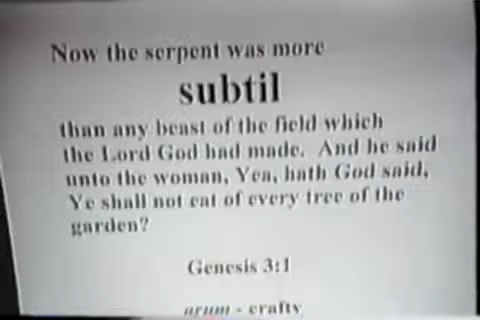 Now the serpent was more
subtil
than any beast of the field which
the Lord God had made. And he said
unto the woman, Yea, hath God said,
Ye shall not eat of every tree of the
garden?
Genesis 3:1
arum - crafty